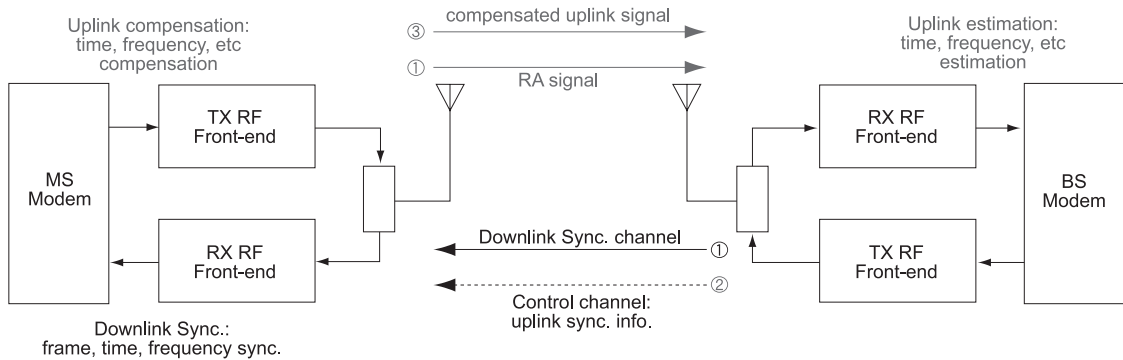 Uplink compensation:
time, frequency, etc
compensation
③
compensated uplink signal
①
RA signal
Uplink estimation:
time, frequency, etc
estimation
TX RF
Front-end
RX RF
Front-end
MS
Modem
BS
Modem
Downlink Sync. channel
①
RX RF
Front-end
TX RF
Front-end
②
Control channel:
uplink sync. info.
Downlink Sync.:
frame, time, frequency sync.